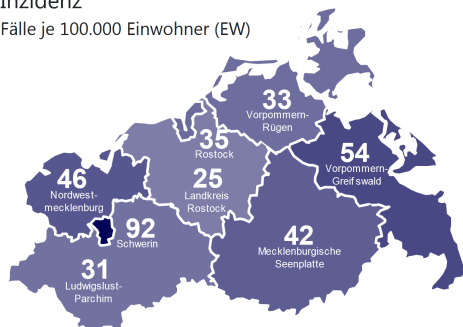 Inzidenz
Fälle je 100.000 Einwohner (EW)
33
Vorpommern-
Rügen
35
Rostock
54
Vorpommern-
Greifswald
46
Nordwest-
mecklenburg
25
Landkreis
Rostock
92
Schwerin
42
Mecklenburgische
Seenplatte
31
Ludwigslust-
Parchim